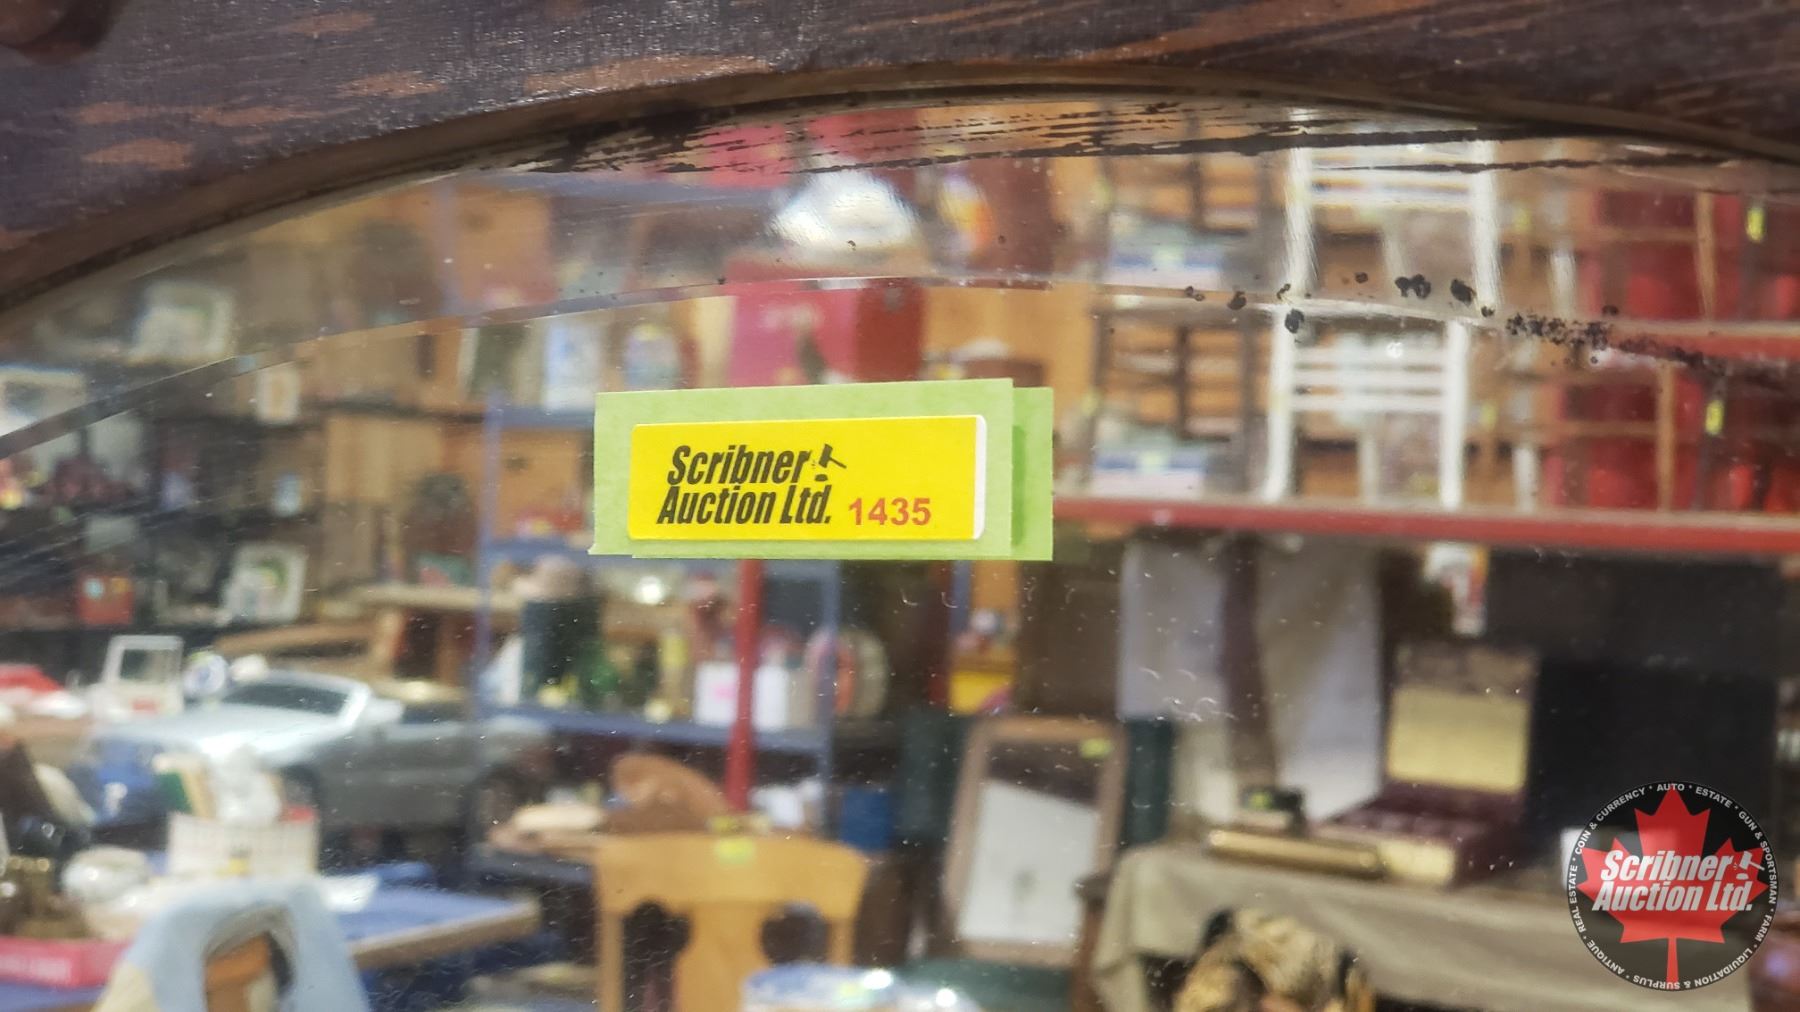 Scribner
Auction Ltd. 1435
COIN & CURRENCY * AUTO * ESTATE * GUN & SPORTSMAN * FARM * LIQUIDATION & SURPLUS * ANTIQUE * REAL ESTATE *
Scribner
Auction Ltd.